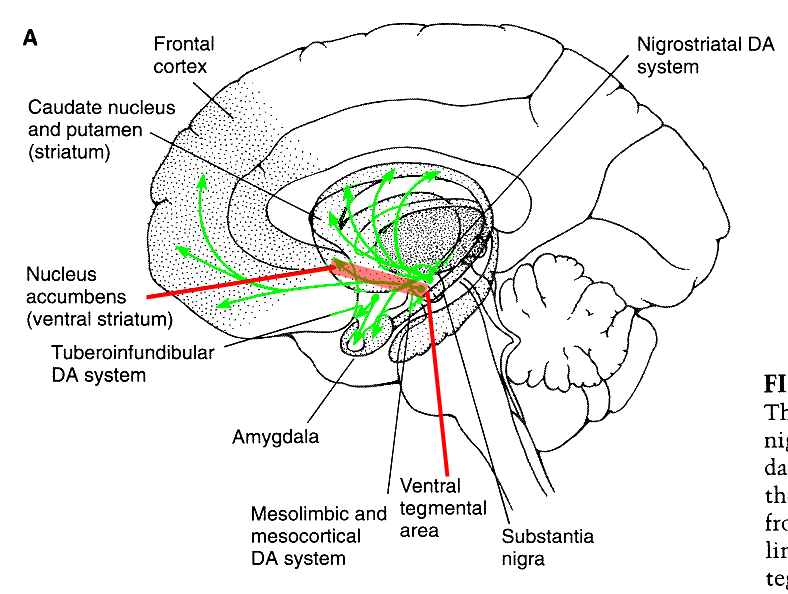 A
Frontal
cortex
Nigrostriatal DA
system
Caudate nucleus
and putamen
(striatum)
Nucleus
accumbens
(ventral striatum)
Tuberoinfundibular
DA system
Amygdala
Mesolimbic and
mesocortical
DA system
Ventral
tegmental
area
Substantia
nigra
FI
Th
nig
da
th
fro
lin
teg